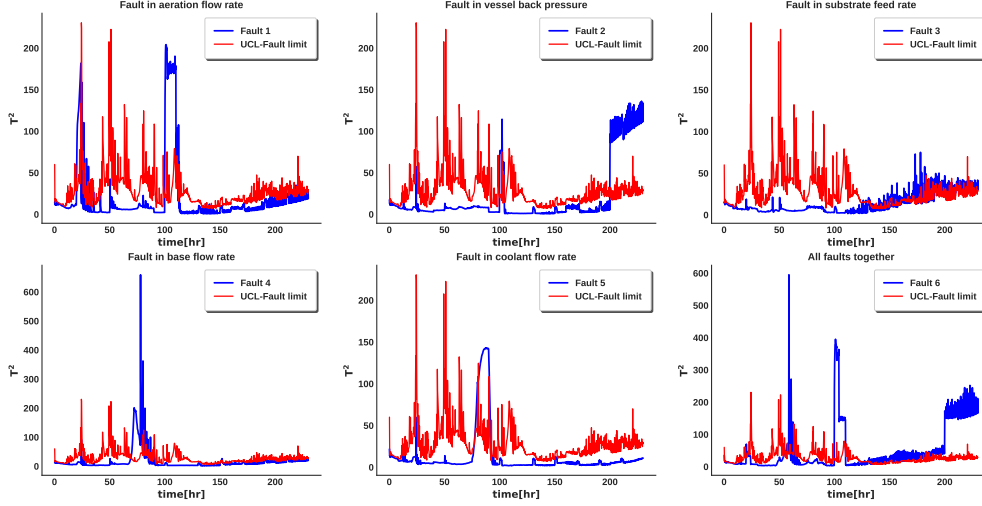 Fault in aeration flow rate
Fault in vessel back pressure
Fault in substrate feed rate
Fault 1
UCL-Fault limit
Fault 2
UCL-Fault limit
Fault 3
UCL-Fault limit
T²
200
150
100
50
0
0 50 100 150 200
time[hr]
T²
200
150
100
50
0
0 50 100 150 200
time[hr]
T²
200
150
100
50
0
0 50 100 150 200
time[hr]
Fault in base flow rate
Fault in coolant flow rate
All faults together
Fault 4
UCL-Fault limit
Fault 5
UCL-Fault limit
Fault 6
UCL-Fault limit
T²
600
500
400
300
200
100
0
0 50 100 150 200
time[hr]
T²
200
150
100
50
0
0 50 100 150 200
time[hr]
T²
600
500
400
300
200
100
0
0 50 100 150 200
time[hr]